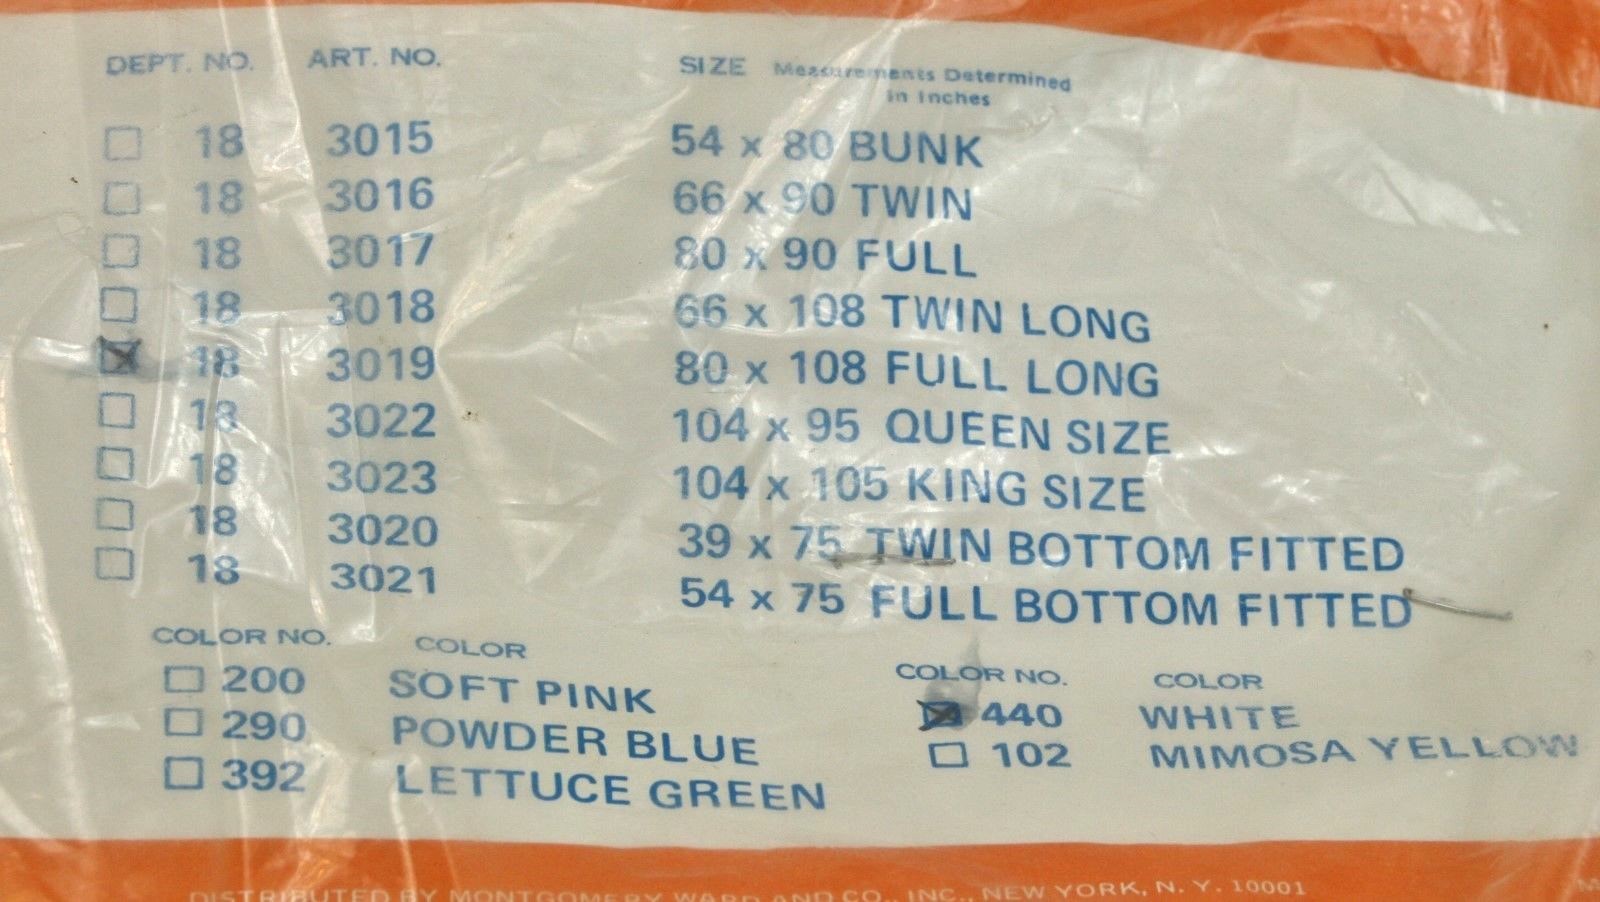 DEPT. NO. ART. NO. SIZE Measurements Determined
in Inches
18 3015 54 x 80 BUNK
18 3016 66 x 90 TWIN
18 3017 80 x 90 FULL
18 3018 66 x 108 TWIN LONG
18 3019 80 x 108 FULL LONG
18 3022 104 x 95 QUEEN SIZE
18 3023 104 x 105 KING SIZE
18 3020 39 x 75 TWIN BOTTOM FITTED
18 3021 54 x 75 FULL BOTTOM FITTED
COLOR NO. COLOR
200 SOFT PINK
290 POWDER BLUE
392 LETTUCE GREEN
COLOR NO. COLOR
440 WHITE
102 MIMOSA YELLOW
DISTRIBUTED BY MONTGOMERY WARD AND CO., INC., NEW YORK, N. Y. 10001